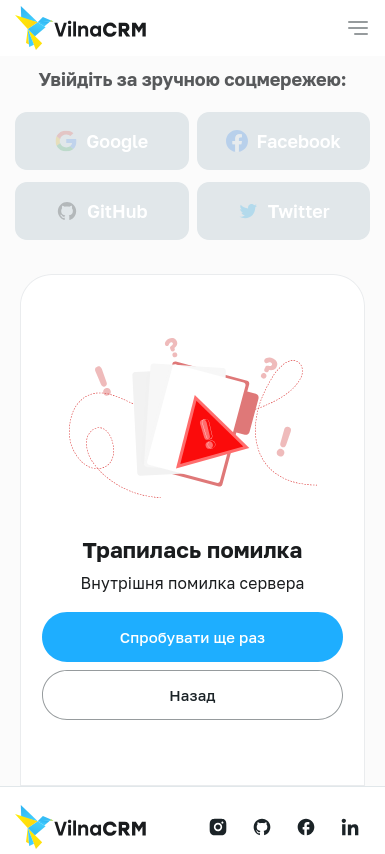 VilnaCRM
Увійдіть за зручною соцмережею:
Google
Facebook
GitHub
Twitter
Трапилась помилка
Внутрішня помилка сервера
Спробувати ще раз
Назад
VilnaCRM